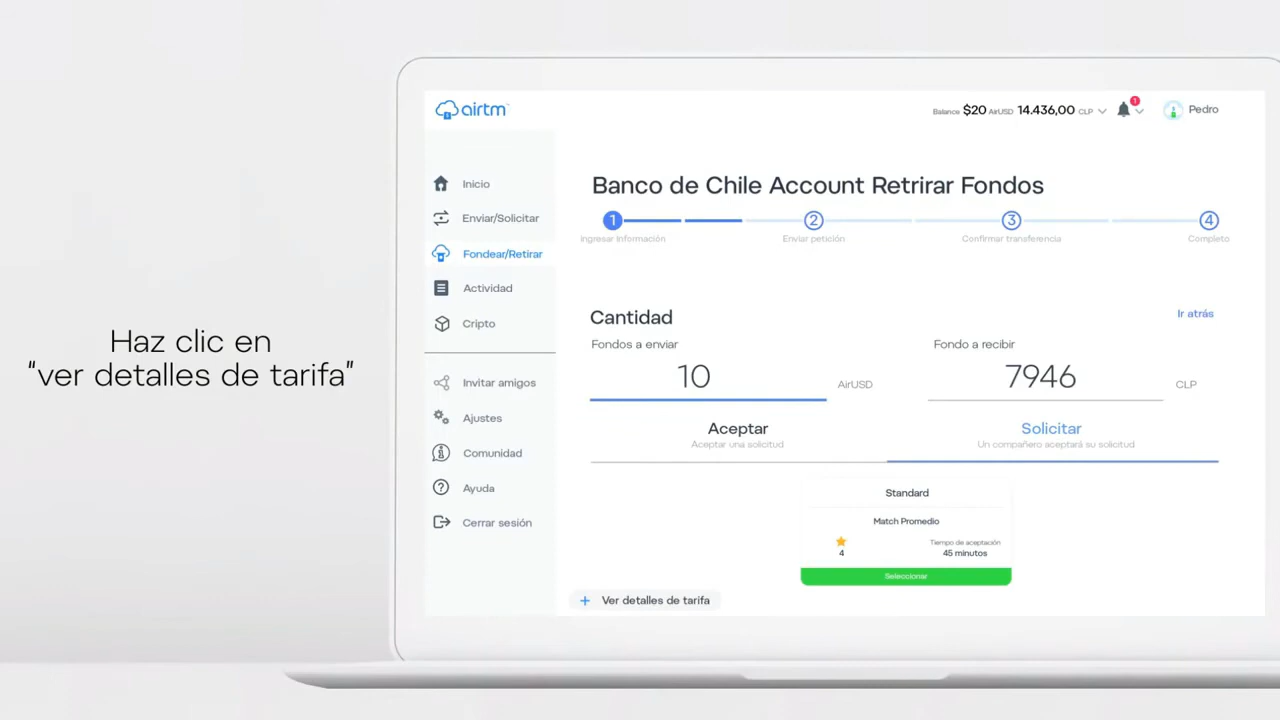 Haz clic en
"ver detalles de tarifa"
airtm
Balance $20 AirUSD 14.436,00 CLP
1
Pedro
Inicio
Enviar/Solicitar
Fondear/Retirar
Actividad
Cripto
Invitar amigos
Ajustes
Comunidad
Ayuda
Cerrar sesión
Banco de Chile Account Retrirar Fondos
1 2 3 4
Ingresar Información Enviar petición Confirmar transferencia Completo
Cantidad
Ir atrás
Fondos a enviar Fondo a recibir
10 AirUSD 7946 CLP
Aceptar Solicitar
Aceptar una solicitud Un compañero aceptará su solicitud
Standard
Match Promedio
Tiempo de aceptación
4 45 minutos
Seleccionar
+ Ver detalles de tarifa